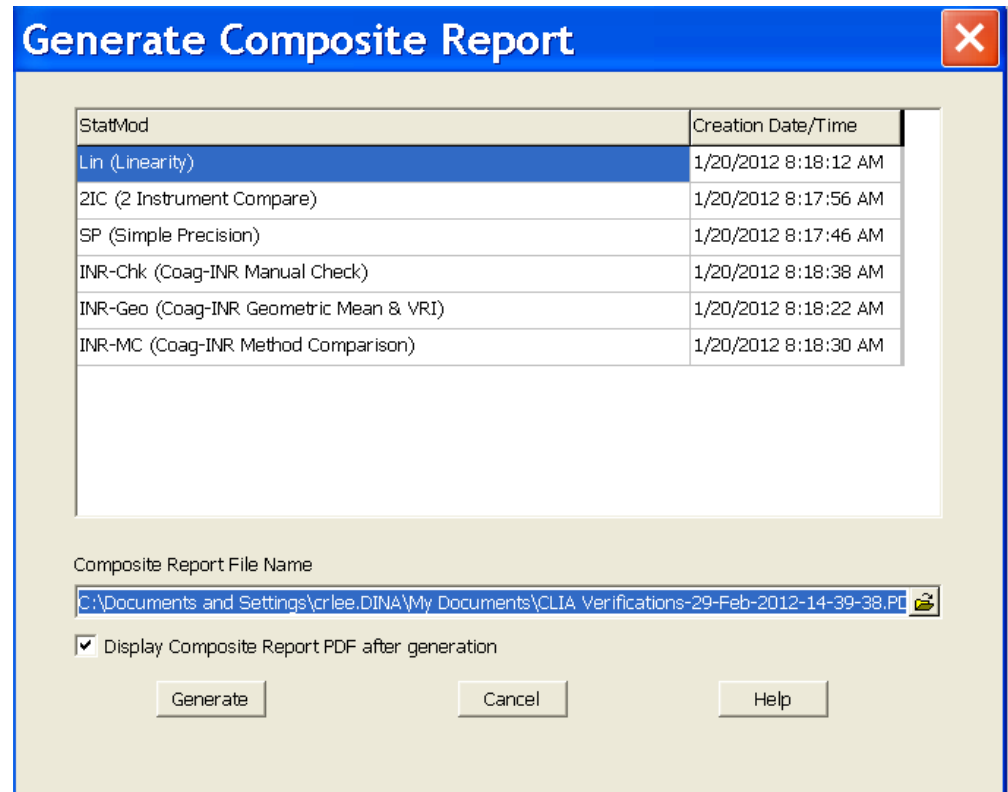 Generate Composite Report
StatMod Creation Date/Time
Lin (Linearity) 1/20/2012 8:18:12 AM
2IC (2 Instrument Compare) 1/20/2012 8:17:56 AM
SP (Simple Precision) 1/20/2012 8:17:46 AM
INR-Chk (Coag-INR Manual Check) 1/20/2012 8:18:38 AM
INR-Geo (Coag-INR Geometric Mean & VRI) 1/20/2012 8:18:22 AM
INR-MC (Coag-INR Method Comparison) 1/20/2012 8:18:30 AM
Composite Report File Name
C:\Documents and Settings\crlee.DINA\My Documents\CLIA Verifications-29-Feb-2012-14-39-38.PD
Display Composite Report PDF after generation
Generate Cancel Help